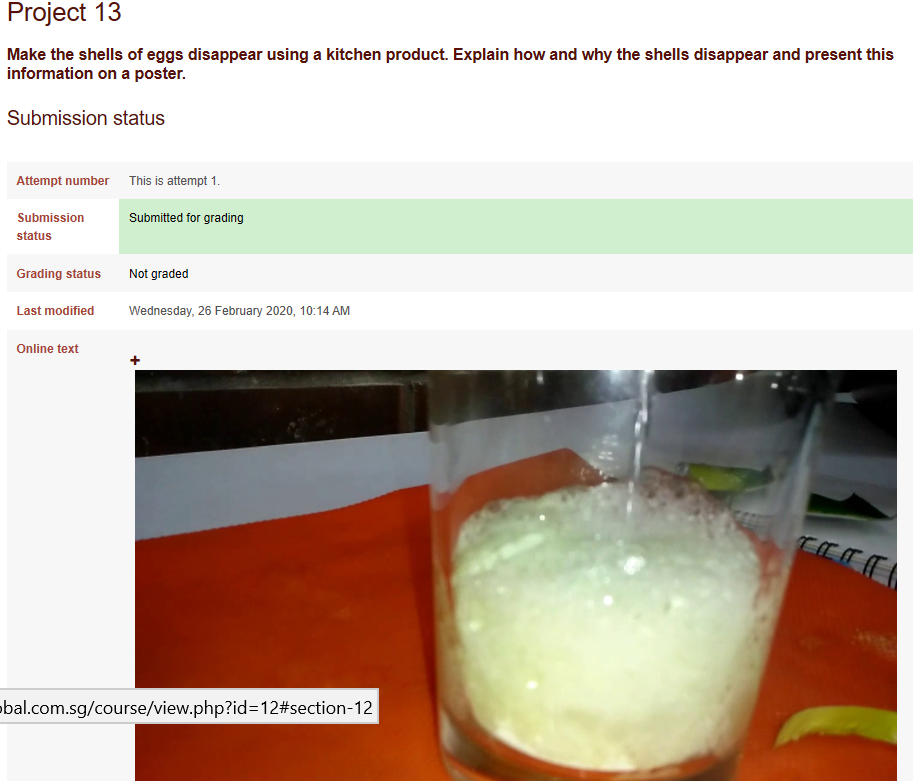 Project 13
Make the shells of eggs disappear using a kitchen product. Explain how and why the shells disappear and present this
information on a poster.
Submission status
Attempt number This is attempt 1.
Submission status Submitted for grading
Grading status Not graded
Last modified Wednesday, 26 February 2020, 10:14 AM
Online text
+
obal.com.sg/course/view.php?id=12#section-12